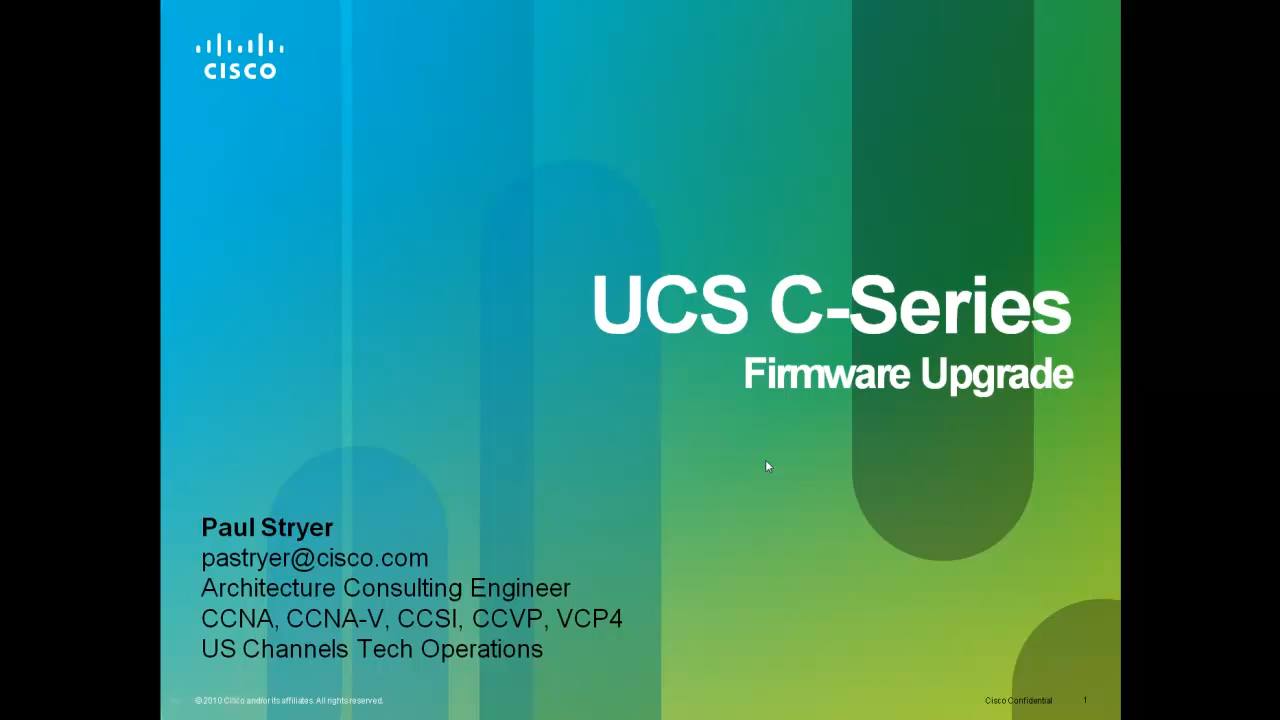 CISCO
UCS C-Series
Firmware Upgrade
Paul Stryer
pastryer@cisco.com
Architecture Consulting Engineer
CCNA, CCNA-V, CCSI, CCVP, VCP4
US Channels Tech Operations
© 2010 Cisco and/or its affiliates. All rights reserved.
Cisco Confidential 1